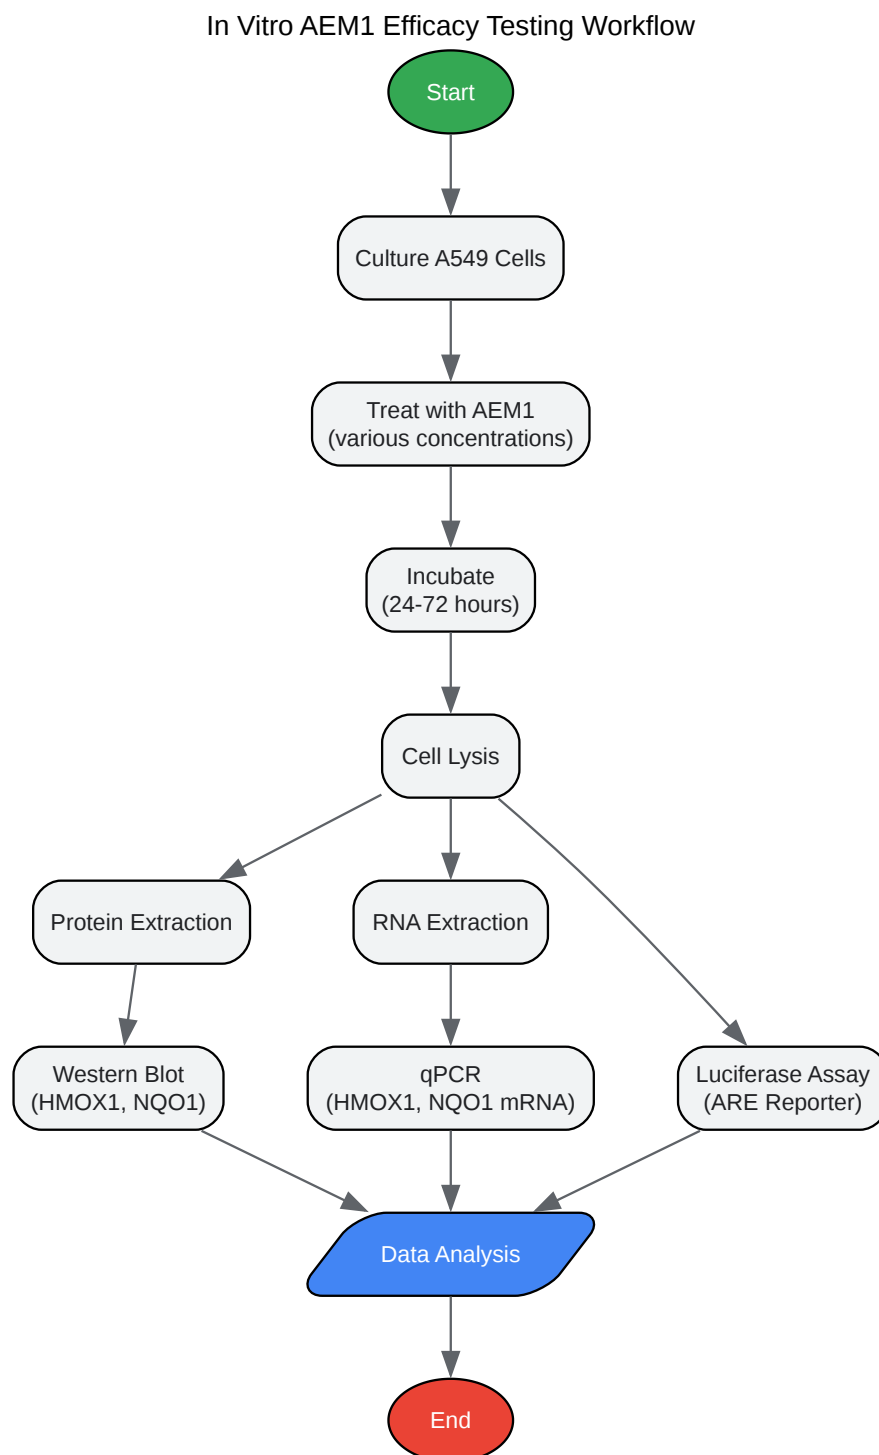 In Vitro AEM1 Efficacy Testing Workflow
Start
Culture A549 Cells
Treat with AEM1
(various concentrations)
Incubate
(24-72 hours)
Cell Lysis
Protein Extraction
RNA Extraction
Western Blot
(HMOX1, NQO1)
qPCR
(HMOX1, NQO1 mRNA)
Luciferase Assay
(ARE Reporter)
Data Analysis
End